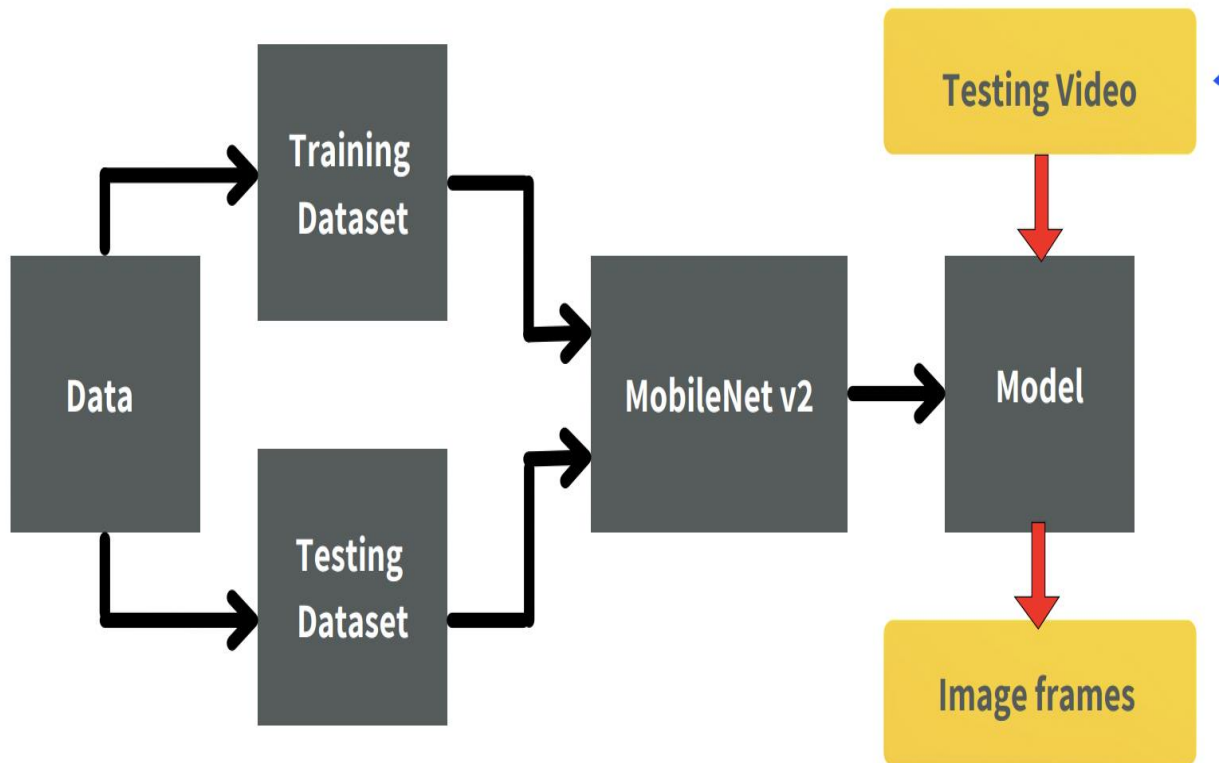 Testing Video
Training
Dataset
Data
MobileNet v2
Model
Testing
Dataset
Image frames